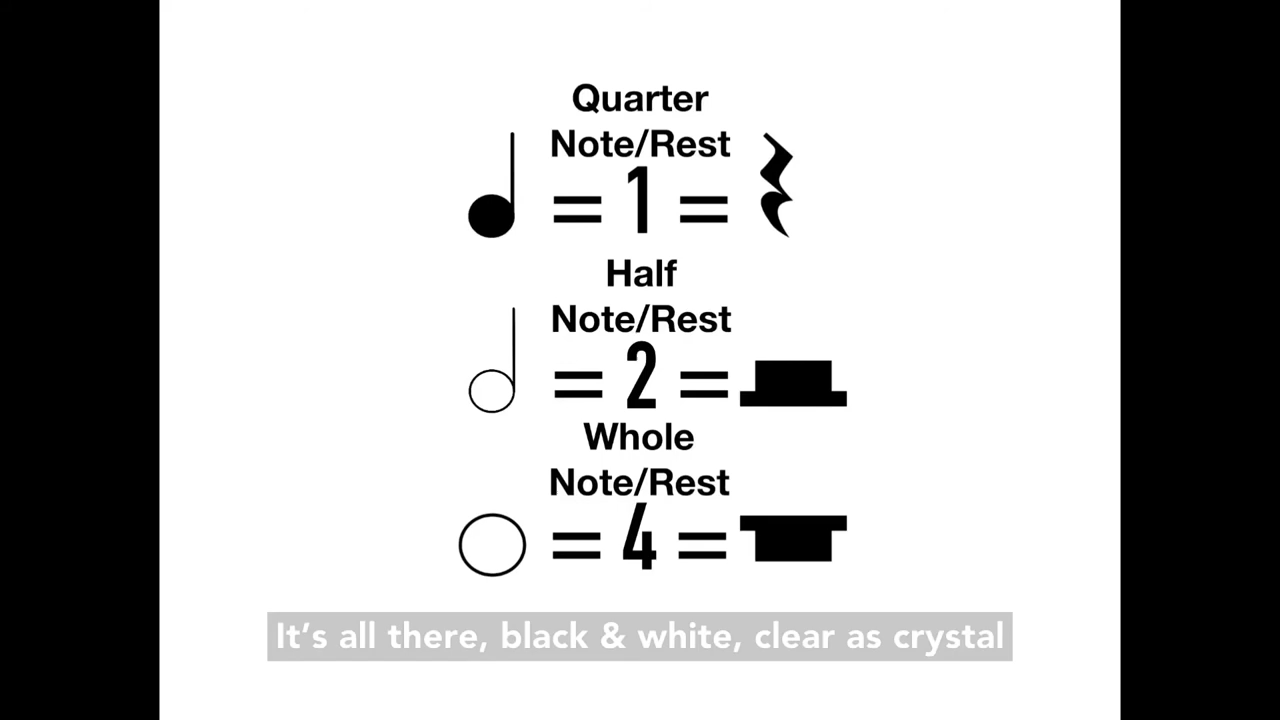 Quarter
Note/Rest
= 1 =
Half
Note/Rest
= 2 =
Whole
Note/Rest
= 4 =
It’s all there, black & white, clear as crystal